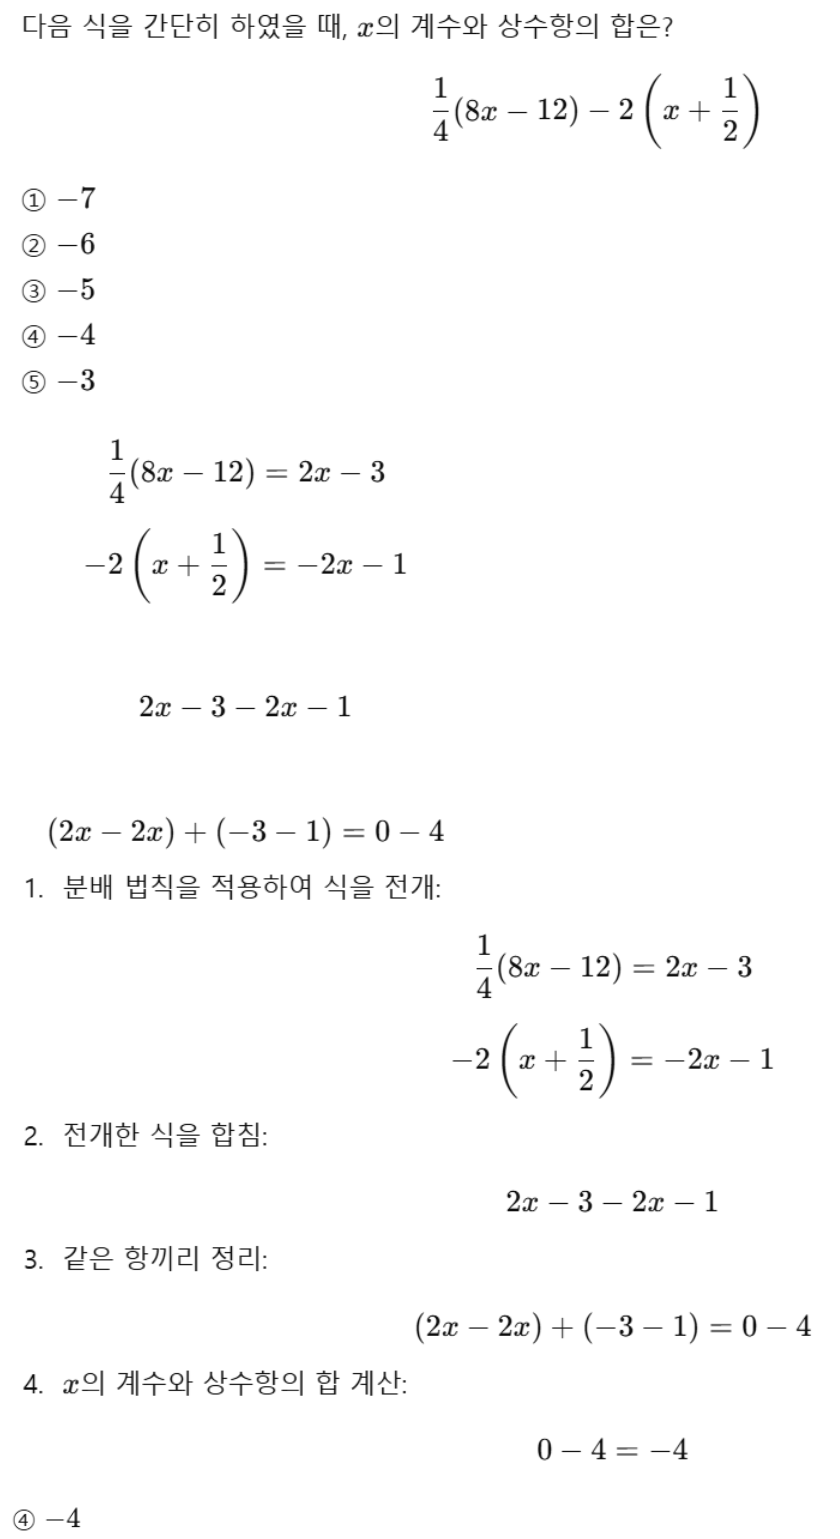 다음 식을 간단히 하였을 때, x의 계수와 상수항의 합은?
\frac{1}{4}(8x − 12) − 2(x + \frac{1}{2})
① −7
② −6
③ −5
④ −4
⑤ −3
\frac{1}{4}(8x − 12) = 2x − 3
−2(x + \frac{1}{2}) = −2x − 1
2x − 3 − 2x − 1
(2x − 2x) + (−3 − 1) = 0 − 4
1. 분배 법칙을 적용하여 식을 전개:
\frac{1}{4}(8x − 12) = 2x − 3
−2(x + \frac{1}{2}) = −2x − 1
2. 전개한 식을 합침:
2x − 3 − 2x − 1
3. 같은 항끼리 정리:
(2x − 2x) + (−3 − 1) = 0 − 4
4. x의 계수와 상수항의 합 계산:
0 − 4 = −4
④ −4